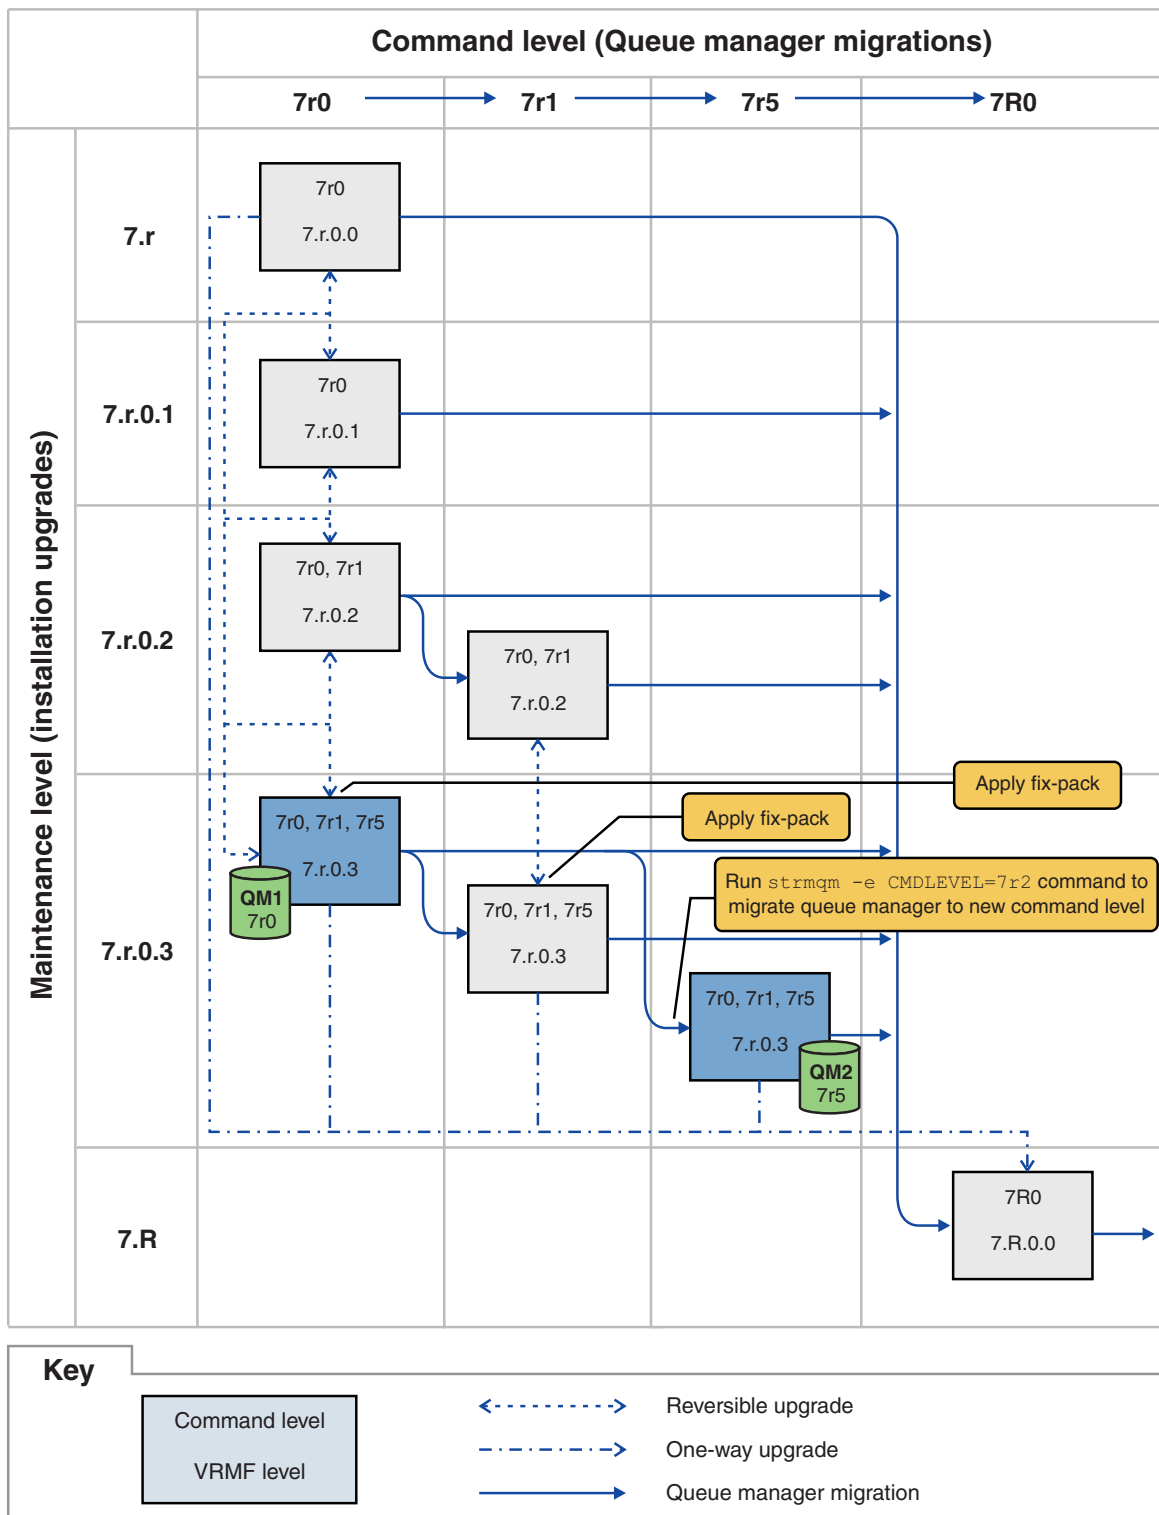 Command level (Queue manager migrations)
7r0
7r1
7r5
7R0
Maintenance level (installation upgrades)
7.r
7r0
7.r.0.0
7.r.0.1
7r0
7.r.0.1
7.r.0.2
7r0, 7r1
7.r.0.2
7r0, 7r1
7.r.0.2
7.r.0.3
Apply fix-pack
Apply fix-pack
7r0, 7r1, 7r5
7.r.0.3
QM1
7r0
Run strmqm -e CMDLEVEL=7r2 command to
migrate queue manager to new command level
7r0, 7r1, 7r5
7.r.0.3
7r0, 7r1, 7r5
7.r.0.3
QM2
7r5
7.R
7R0
7.R.0.0
Key
Command level
VRMF level
Reversible upgrade
One-way upgrade
Queue manager migration